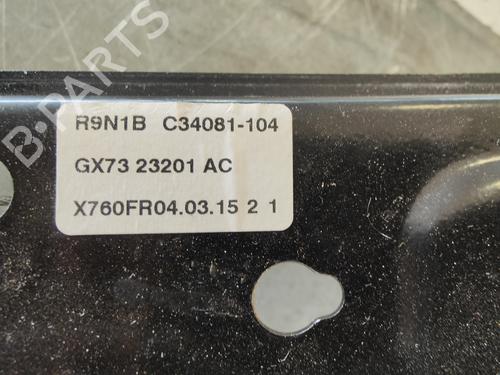 B-PARTS
R9N1B C34081-104
GX73 23201 AC
X760FR04.03.15 2 1